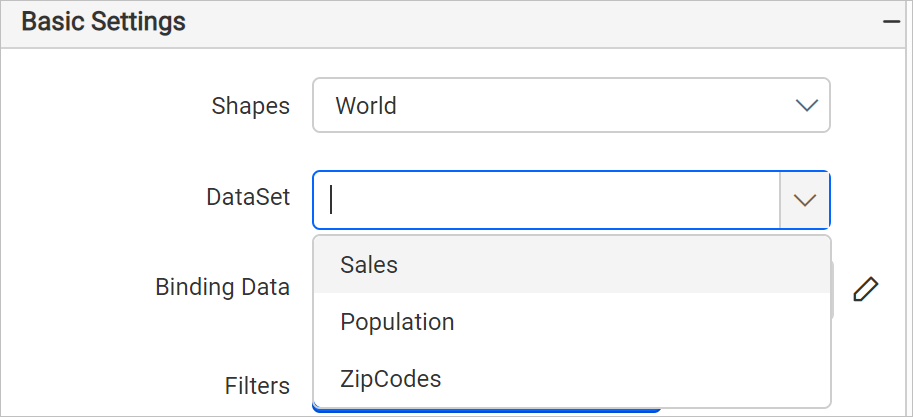 Basic Settings
Shapes
World
DataSet
Sales
Binding Data
Population
ZipCodes
Filters